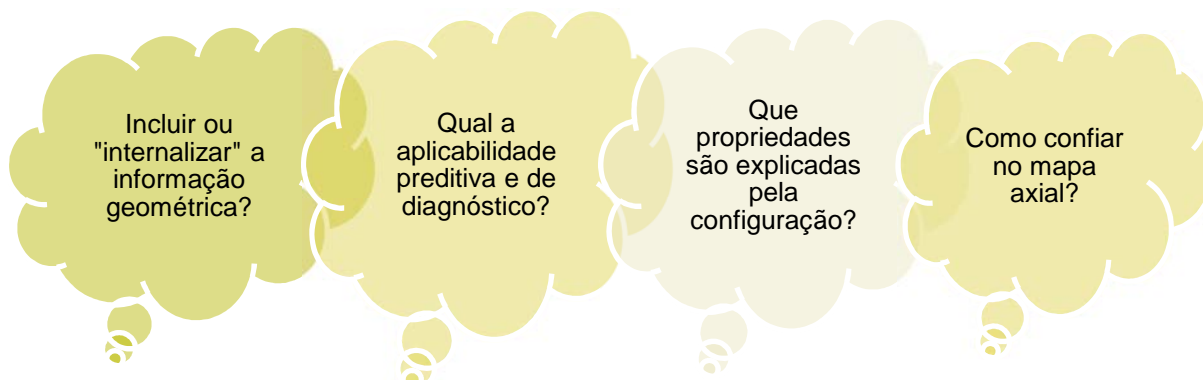 Incluir ou
"internalizar" a
informação
geométrica?
Qual a
aplicabilidade
preditiva e de
diagnóstico?
Que
propriedades
são explicadas
pela
configuração?
Como confiar
no mapa
axial?